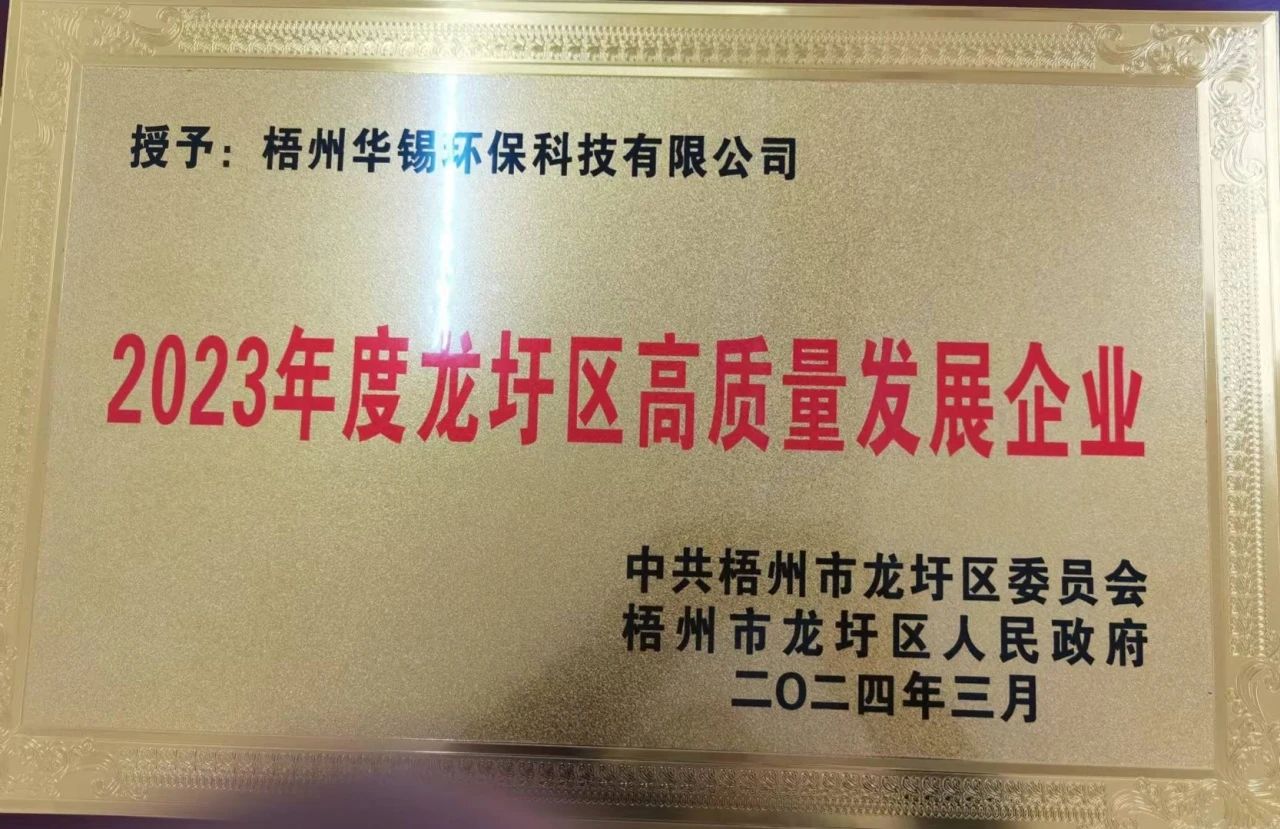 授予：梧州华锡环保科技有限公司
2023年度龙圩区高质量发展企业
中共梧州市龙圩区委员会
梧州市龙圩区人民政府
二〇二四年三月